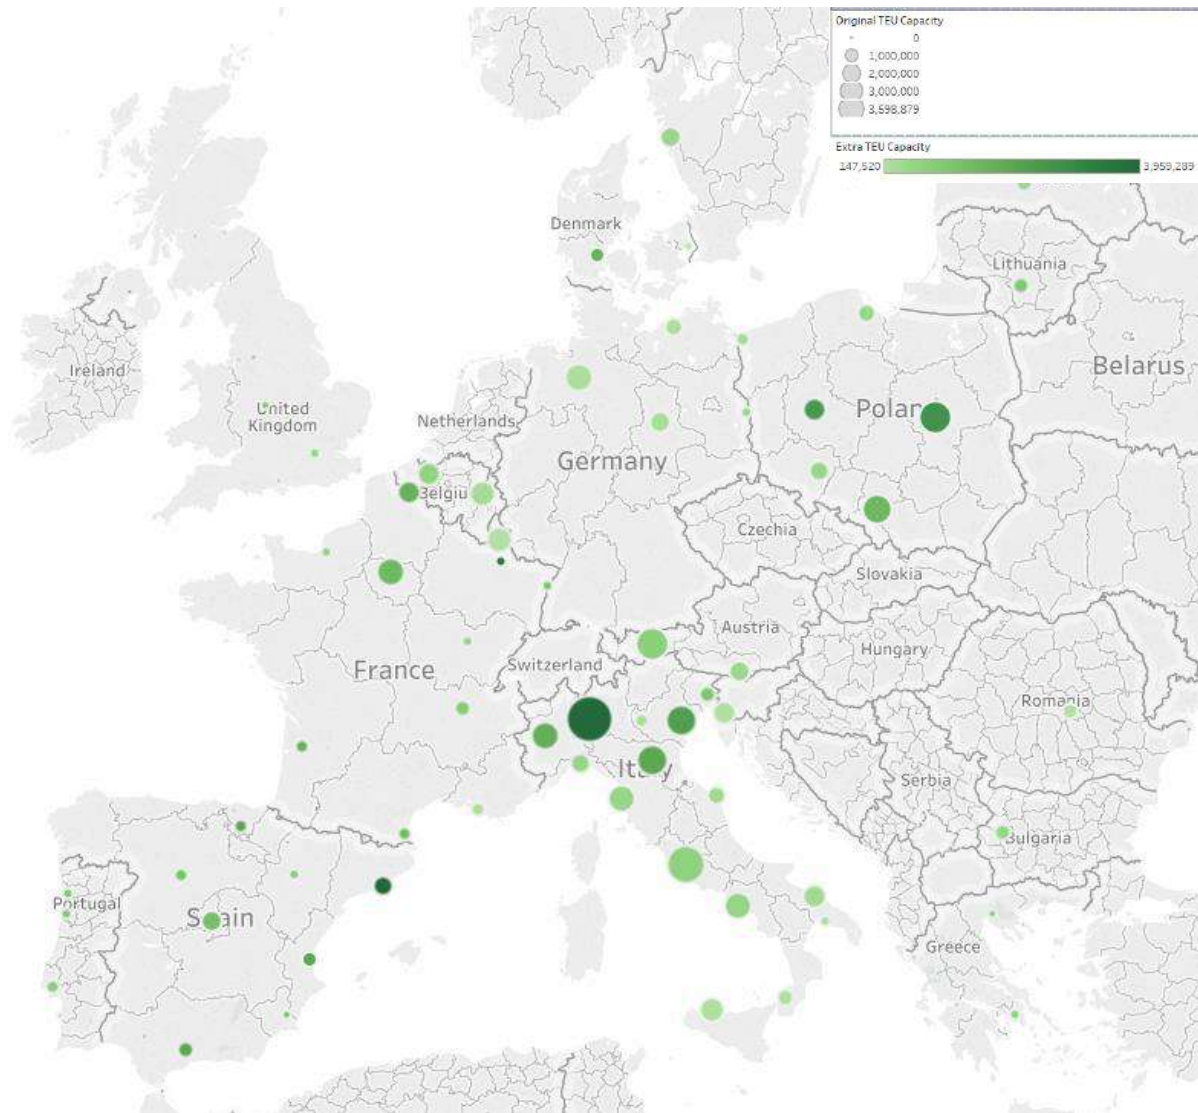 Original TEU Capacity
0
1,000,000
2,000,000
3,000,000
3,598,879
Extra TEU Capacity
147,520 3,959,289
Denmark
Lithuania
Ireland
Belarus
United
Kingdom
Netherlands
Polan
Germany
Belgiu
Czechia
Slovakia
Austria
Hungary
France
Switzerland
Romania
Italy
Serbia
Bulgaria
Portugal
Spain
Greece